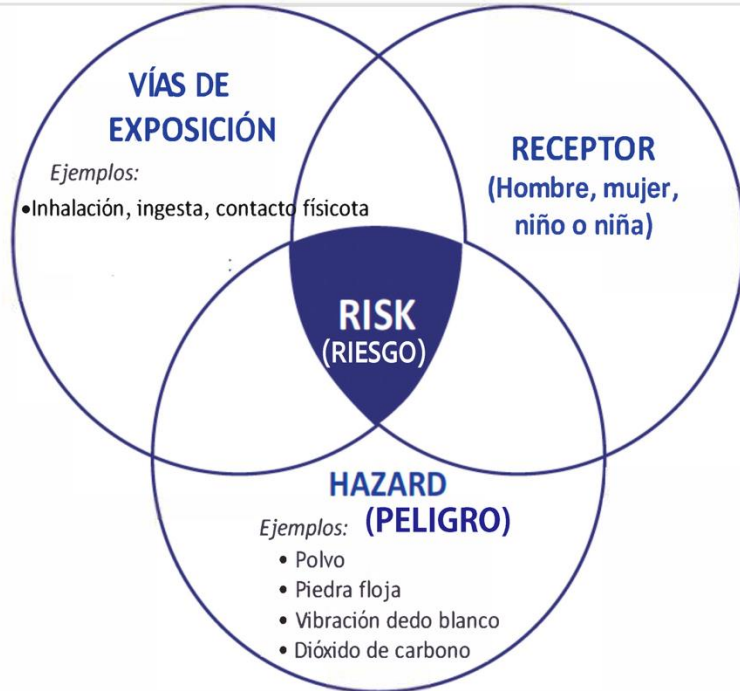 VÍAS DE
EXPOSICIÓN
Ejemplos:
•Inhalación, ingesta, contacto físicota
:
RECEPTOR
(Hombre, mujer,
niño o niña)
RISK
(RIESGO)
HAZARD
(PELIGRO)
Ejemplos:
• Polvo
• Piedra floja
• Vibración dedo blanco
• Dióxido de carbono